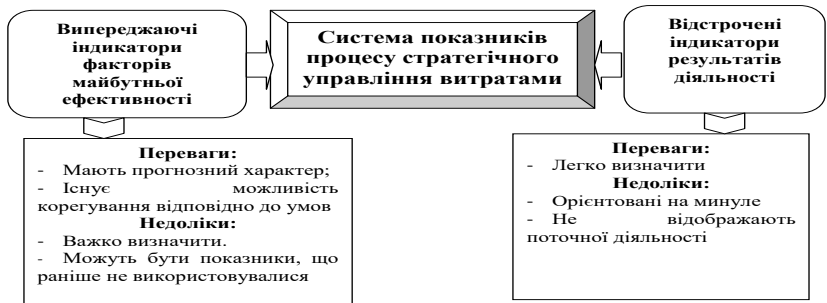 Випереджаючі
індикатори
факторів
майбутньої
ефективності
Система показників
процесу стратегічного
управління витратами
Відстрочені
індикатори
результатів
діяльності
Переваги:
- Мають прогнозний характер;
- Існує можливість
корегування відповідно до умов
Недоліки:
- Важко визначити.
- Можуть бути показники, що
раніше не використовувалися
Переваги:
- Легко визначити
Недоліки:
- Орієнтовані на минуле
- Не відображають
поточної діяльності